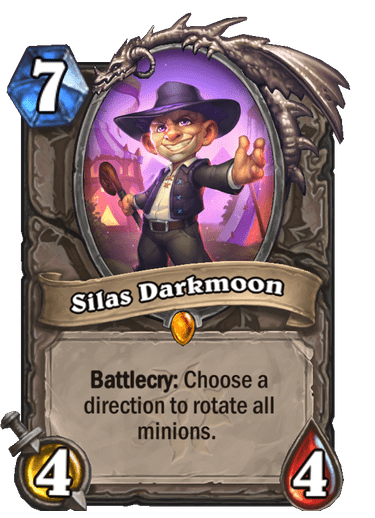 7
Silas Darkmoon
Battlecry: Choose a
direction to rotate all
minions.
4
4